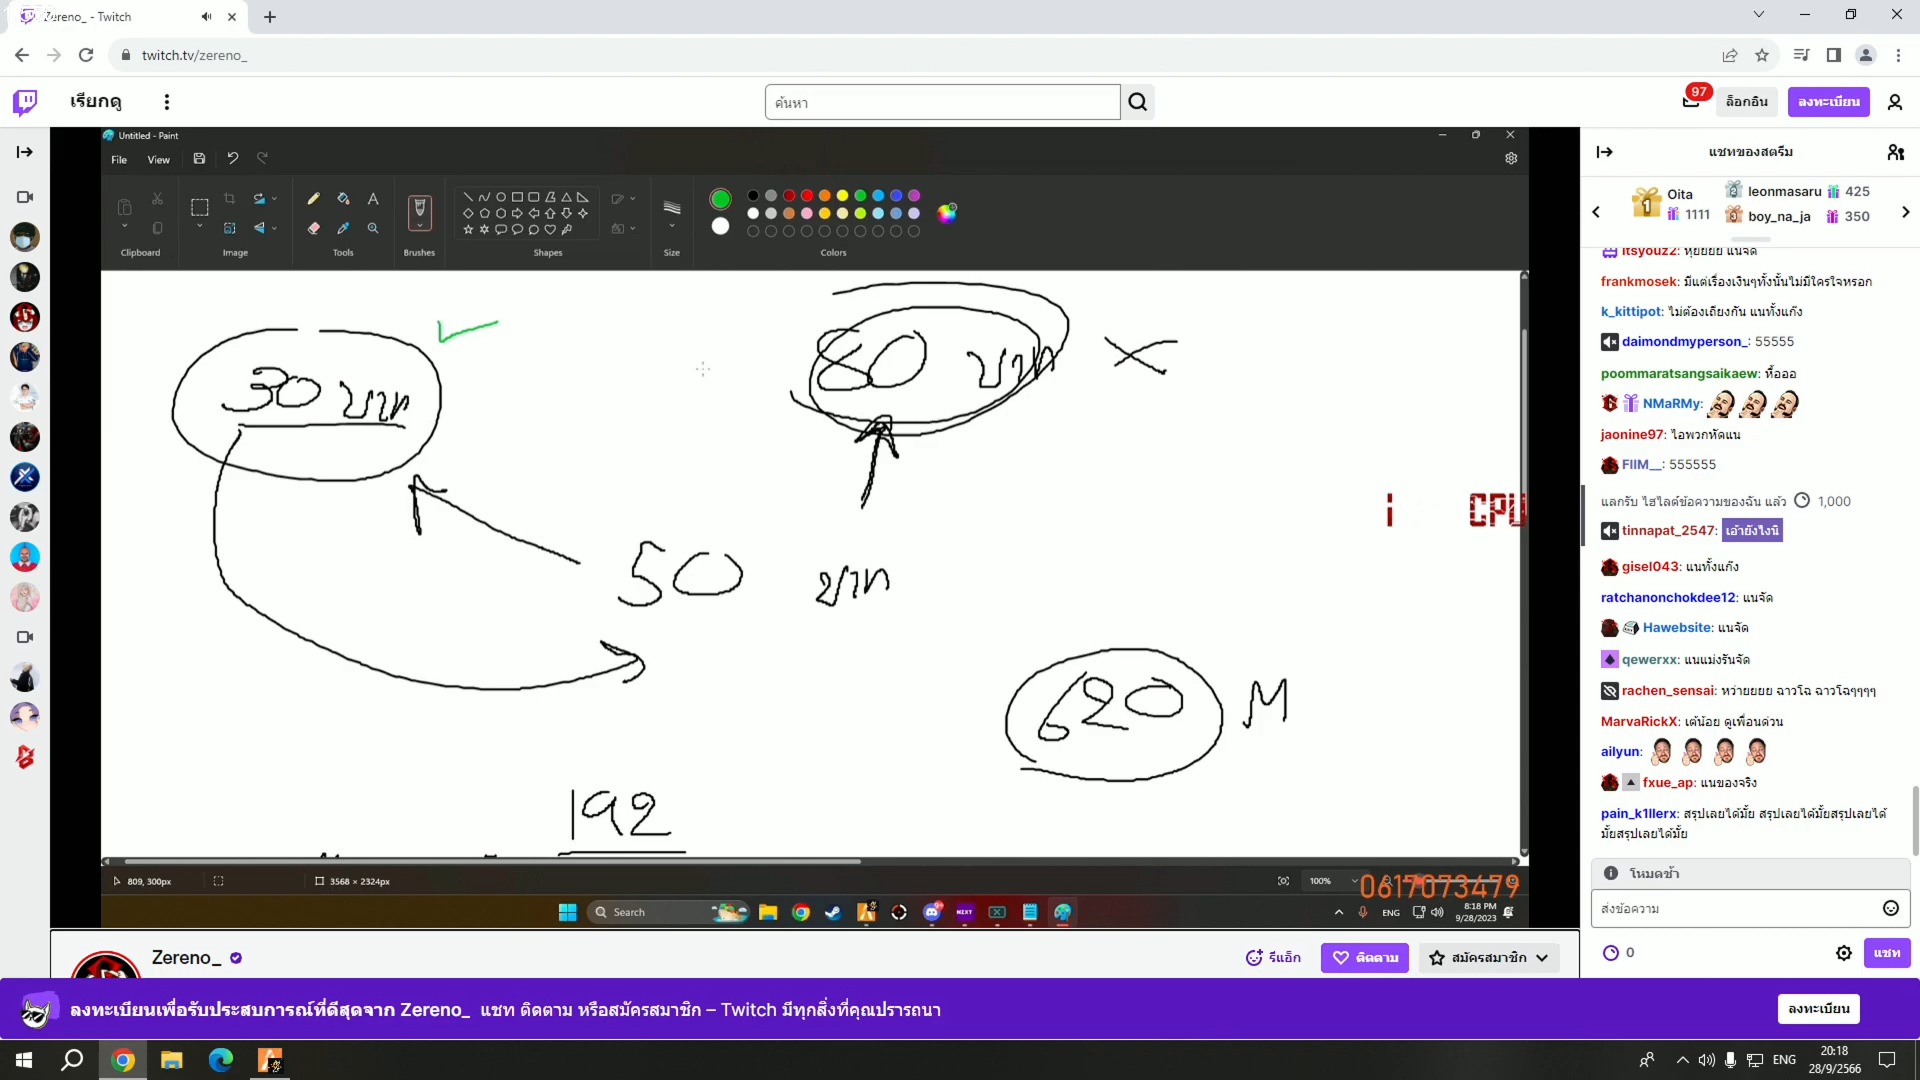 Zereno_ - Twitch
twitch.tv/zereno_
เรียกดู
ค้นหา
97
ล็อกอิน
ลงทะเบียน
Untitled - Paint
File View
Clipboard
Image
Tools
Brushes
Shapes
Size
Colors
30 บาท
60 บาท
50 บาท
620 M
192
i CPU
809, 300px
3568 × 2324px
100%
0617073479
Search
NEXT
ENG
8:18 PM
9/28/2023
แชทของสตรีม
1 Oita 1111
2 leonmasaru 425
3 boy_na_ja 350
itsyouz2: หุยยยย แนจัด
frankmosek: มีแต่เรื่องเงินๆทั้งนั้นไม่มีใครใจหรอก
k_kittipot: ไม่ต้องเถียงกัน แนทั้งแก๊ง
daimondmyperson_: 55555
poommaratsangsaikaew: หื้อออ
NMaRMy:
jaonine97: ไอพวกหัดแน
FIIM__: 555555
แลกรับ ไฮไลต์ข้อความของฉัน แล้ว 1,000
tinnapat_2547: เอ้ายังไงนิ
gisel043: แนทั้งแก๊ง
ratchanonchokdee12: แนจัด
Hawebsite: แนจัด
qewerxx: แนแม่งรันจัด
rachen_sensai: หว่ายยยย ฉาวโฉ ฉาวโฉๆๆๆๆ
MarvaRickX: เต้น้อย ดูเพื่อนด่วน
ailyun:
fxue_ap: แนของจริง
pain_k1llerx: สรุปเลยได้มั้ย สรุปเลยได้มั้ยสรุปเลยได้
มั้ยสรุปเลยได้มั้ย
โหมดช้า
ส่งข้อความ
0
แชท
Zereno_
รีแอ็ก
ติดตาม
สมัครสมาชิก
ลงทะเบียนเพื่อรับประสบการณ์ที่ดีสุดจาก Zereno_ แชท ติดตาม หรือสมัครสมาชิก – Twitch มีทุกสิ่งที่คุณปรารถนา
ลงทะเบียน
ENG
20:18
28/9/2566